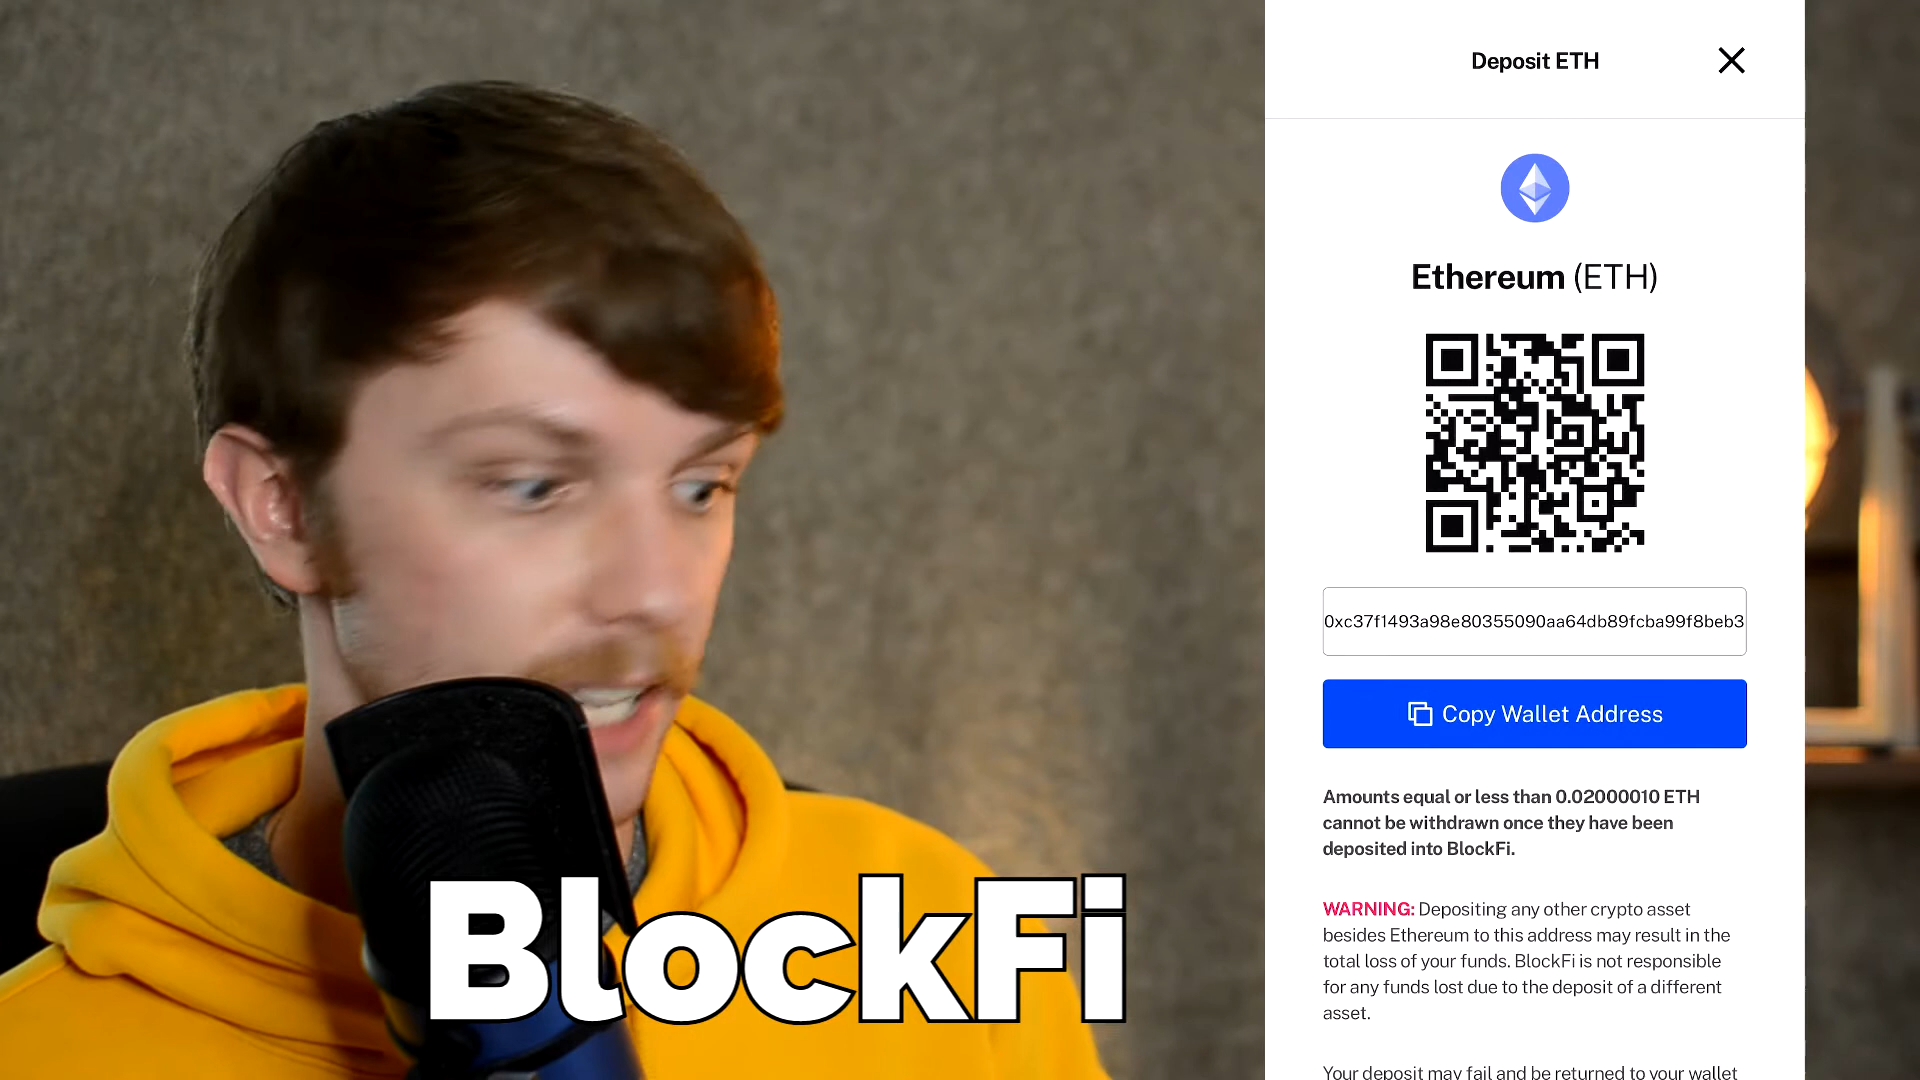 Deposit ETH
Ethereum (ETH)
0xc37f1493a98e80355090aa64db89fcba99f8beb3
Copy Wallet Address
Amounts equal or less than 0.02000010 ETH
cannot be withdrawn once they have been
deposited into BlockFi.
WARNING: Depositing any other crypto asset
besides Ethereum to this address may result in the
total loss of your funds. BlockFi is not responsible
for any funds lost due to the deposit of a different
asset.
Your deposit may fail and be returned to your wallet
BlockFi